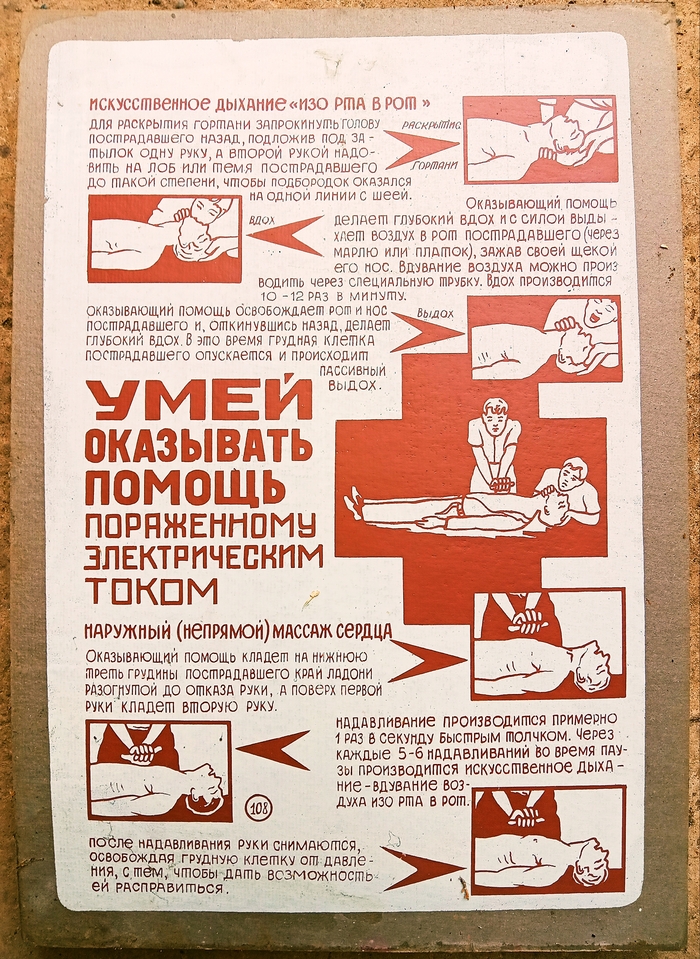 ИСКУССТВЕННОЕ ДЫХАНИЕ «ИЗО РТА В РОТ»
ДЛЯ РАСКРЫТИЯ ГОРТАНИ ЗАПРОКИНУТЬ ГОЛОВУ
ПОСТРАДАВШЕГО НАЗАД, ПОДЛОЖИВ ПОД ЗА-
ТЫЛОК ОДНУ РУКУ, А ВТОРОЙ РУКОЙ НАДО-
ВИТЬ НА ЛОБ ИЛИ ТЕМЯ ПОСТРАДАВШЕГО
ДО ТАКОЙ СТЕПЕНИ, ЧТОБЫ ПОДБОРОДОК ОКАЗАЛСЯ
НА ОДНОЙ ЛИНИИ С ШЕЕЙ.
РАСКРЫТИЕ
ГОРТАНИ
ВДОХ
ОКАЗЫВАЮЩИЙ ПОМОЩЬ
ДЕЛАЕТ ГЛУБОКИЙ ВДОХ И С СИЛОЙ ВЫДЫ-
ХАЕТ ВОЗДУХ В РОТ ПОСТРАДАВШЕГО (ЧЕРЕЗ
МАРЛЮ ИЛИ ПЛАТОК), ЗАЖАВ СВОЕЙ ЩЕКОЙ
ЕГО НОС. ВДУВАНИЕ ВОЗДУХА МОЖНО ПРОИЗ
ВОДИТЬ ЧЕРЕЗ СПЕЦИАЛЬНУЮ ТРУБКУ. ВДОХ ПРОИЗВОДИТСЯ
10-12 РАЗ В МИНУТУ.
ОКАЗЫВАЮЩИЙ ПОМОЩЬ ОСВОБОЖДАЕТ РОТ И НОС
ПОСТРАДАВШЕГО И, ОТКИНУВШИСЬ НАЗАД, ДЕЛАЕТ
ГЛУБОКИЙ ВДОХ. В ЭТО ВРЕМЯ ГРУДНАЯ КЛЕТКА
ПОСТРАДАВШЕГО ОПУСКАЕТСЯ И ПРОИСХОДИТ
ПАССИВНЫЙ
ВЫДОХ.
ВЫДОХ
УМЕЙ
ОКАЗЫВАТЬ
ПОМОЩЬ
ПОРАЖЕННОМУ
ЭЛЕКТРИЧЕСКИМ
ТОКОМ
НАРУЖНЫЙ (НЕПРЯМОЙ) МАССАЖ СЕРДЦА
ОКАЗЫВАЮЩИЙ ПОМОЩЬ КЛАДЕТ НА НИЖНЮЮ
ТРЕТЬ ГРУДИНЫ ПОСТРАДАВШЕГО КРАЙ ЛАДОНИ
РАЗОГНУТОЙ ДО ОТКАЗА РУКИ, А ПОВЕРХ ПЕРВОЙ
РУКИ КЛАДЕТ ВТОРУЮ РУКУ.
НАДАВЛИВАНИЕ ПРОИЗВОДИТСЯ ПРИМЕРНО
1 РАЗ В СЕКУНДУ БЫСТРЫМ ТОЛЧКОМ. ЧЕРЕЗ
КАЖДЫЕ 5-6 НАДАВЛИВАНИЙ ВО ВРЕМЯ ПАУ-
ЗЫ ПРОИЗВОДИТСЯ ИСКУССТВЕННОЕ ДЫХА-
НИЕ-ВДУВАНИЕ ВОЗ-
ДУХА ИЗО РТА В РОТ.
108
ПОСЛЕ НАДАВЛИВАНИЯ РУКИ СНИМАЮТСЯ,
ОСВОБОЖДАЯ ГРУДНУЮ КЛЕТКУ ОТ ДАВЛЕ-
НИЯ, С ТЕМ, ЧТОБЫ ДАТЬ ВОЗМОЖНОСТЬ
ЕЙ РАСПРАВИТЬСЯ.